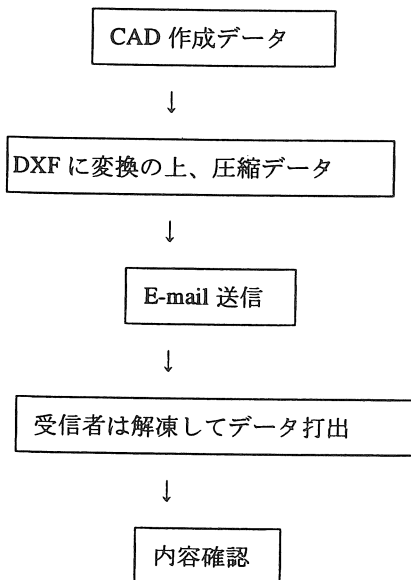 CAD 作成データ
↓
DXF に変換の上、圧縮データ
↓
E-mail 送信
↓
受信者は解凍してデータ打出
↓
内容確認